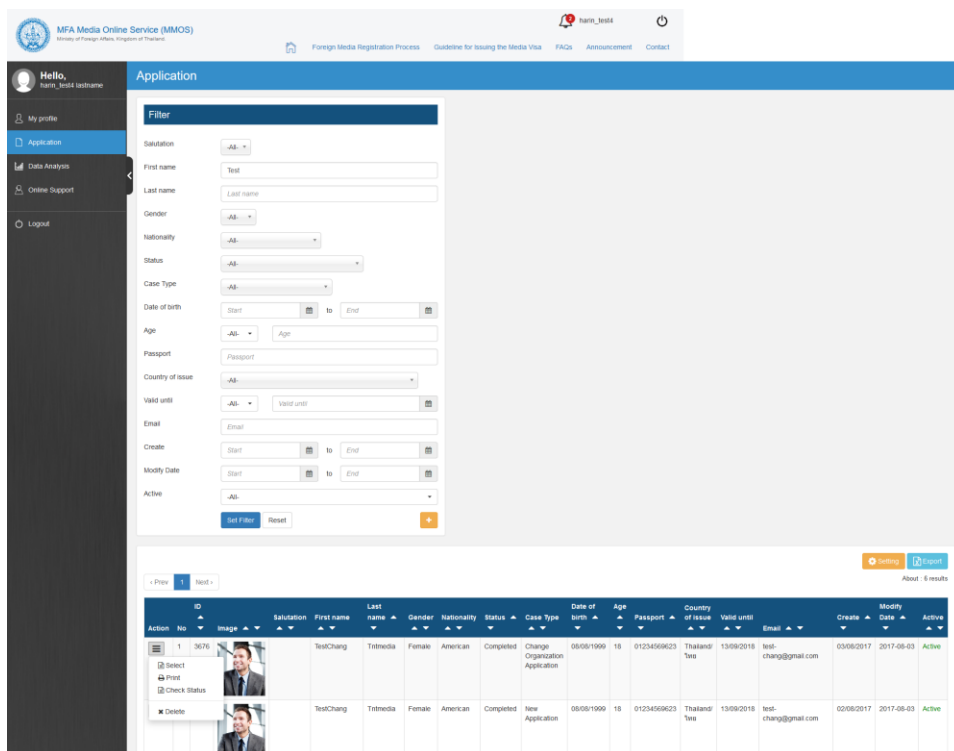 MFA Media Online Service (MMOS)
Ministry of Foreign Affairs, Kingdom of Thailand
2
harin_test4
Foreign Media Registration Process Guideline for Issuing the Media Visa FAQs Announcement Contact
Hello,
harin_test4 lastname
My profile
Application
Data Analysis
Online Support
Logout
Application
Filter
Salutation -All-
First name Test
Last name Last name
Gender -All-
Nationality -All-
Status -All-
Case Type -All-
Date of birth Start to End
Age -All- Age
Passport Passport
Country of issue -All-
Valid until -All- Valid until
Email Email
Create Start to End
Modify Date Start to End
Active -All-
Set Filter Reset +
Setting Export
‹ Prev 1 Next › About : 6 results
Action No ID Image Salutation First name Last name Gender Nationality Status Case Type Date of birth Age Passport Country of issue Valid until Email Create Modify Date Active
1 3676 TestChang Tntmedia Female American Completed Change Organization Application 08/08/1999 18 01234569623 Thailand/ไทย 13/09/2018 test-chang@gmail.com 03/08/2017 2017-08-03 Active
Select
Print
Check Status
Delete
TestChang Tntmedia Female American Completed New Application 08/08/1999 18 01234569623 Thailand/ไทย 13/09/2018 test-chang@gmail.com 02/08/2017 2017-08-03 Active